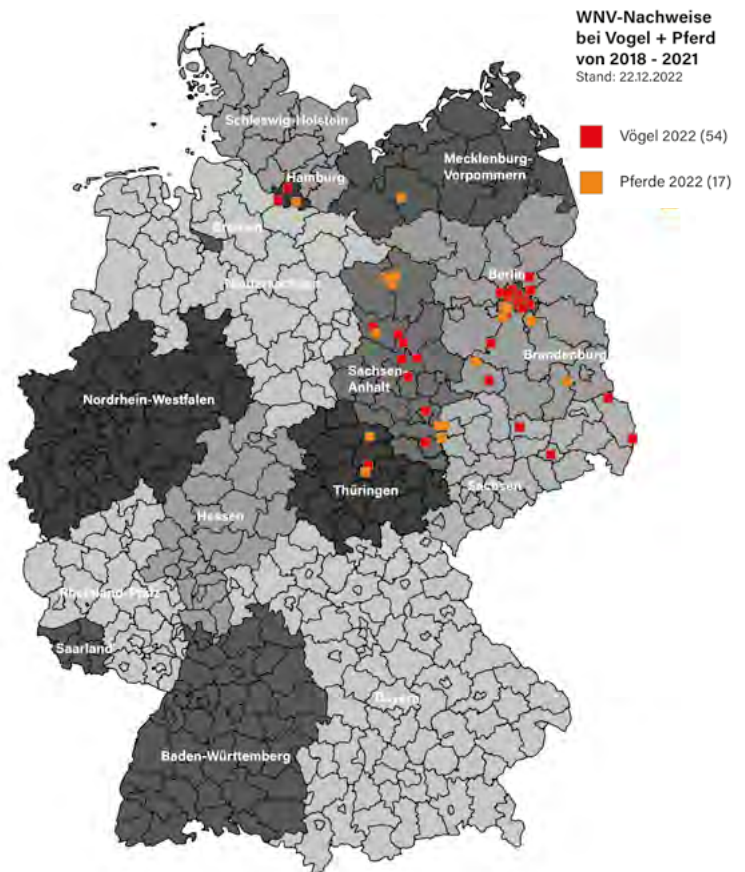 WNV-Nachweise
bei Vogel + Pferd
von 2018 - 2021
Stand: 22.12.2022
Vögel 2022 (54)
Pferde 2022 (17)
Schleswig-Holstein
Mecklenburg-
Vorpommern
Hamburg
Bremen
Niedersachsen
Berlin
Brandenburg
Sachsen-
Anhalt
Nordrhein-Westfalen
Thüringen
Sachsen
Hessen
Rheinland-Pfalz
Saarland
Bayern
Baden-Württemberg